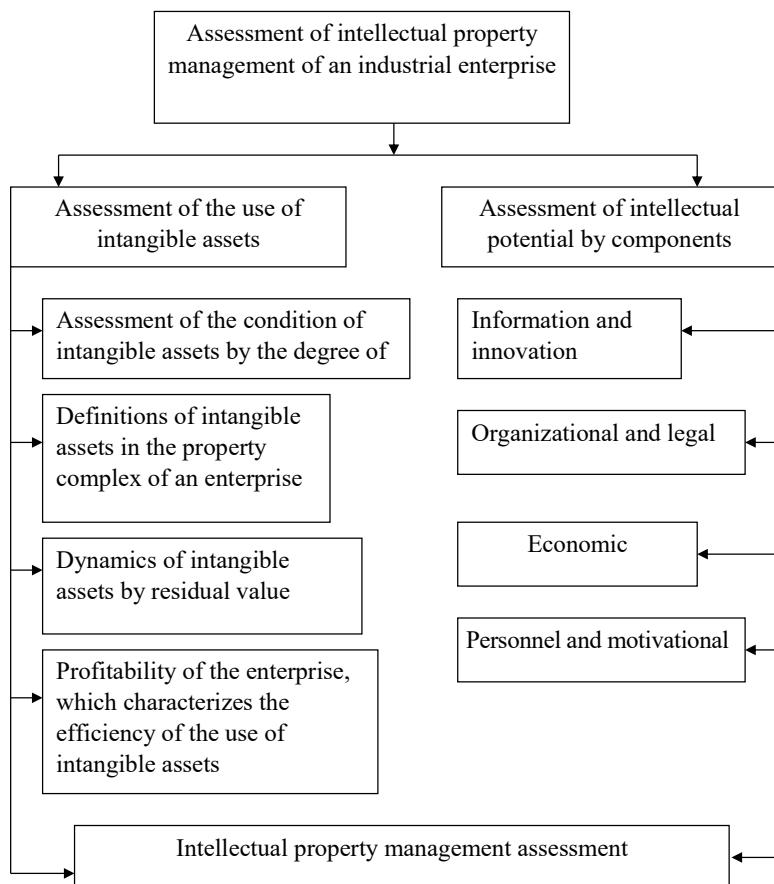 Assessment of intellectual property
management of an industrial enterprise
Assessment of the use of
intangible assets
Assessment of intellectual
potential by components
Assessment of the condition of
intangible assets by the degree of
Definitions of intangible
assets in the property
complex of an enterprise
Dynamics of intangible
assets by residual value
Profitability of the enterprise,
which characterizes the
efficiency of the use of
intangible assets
Information and
innovation
Organizational and legal
Economic
Personnel and motivational
Intellectual property management assessment